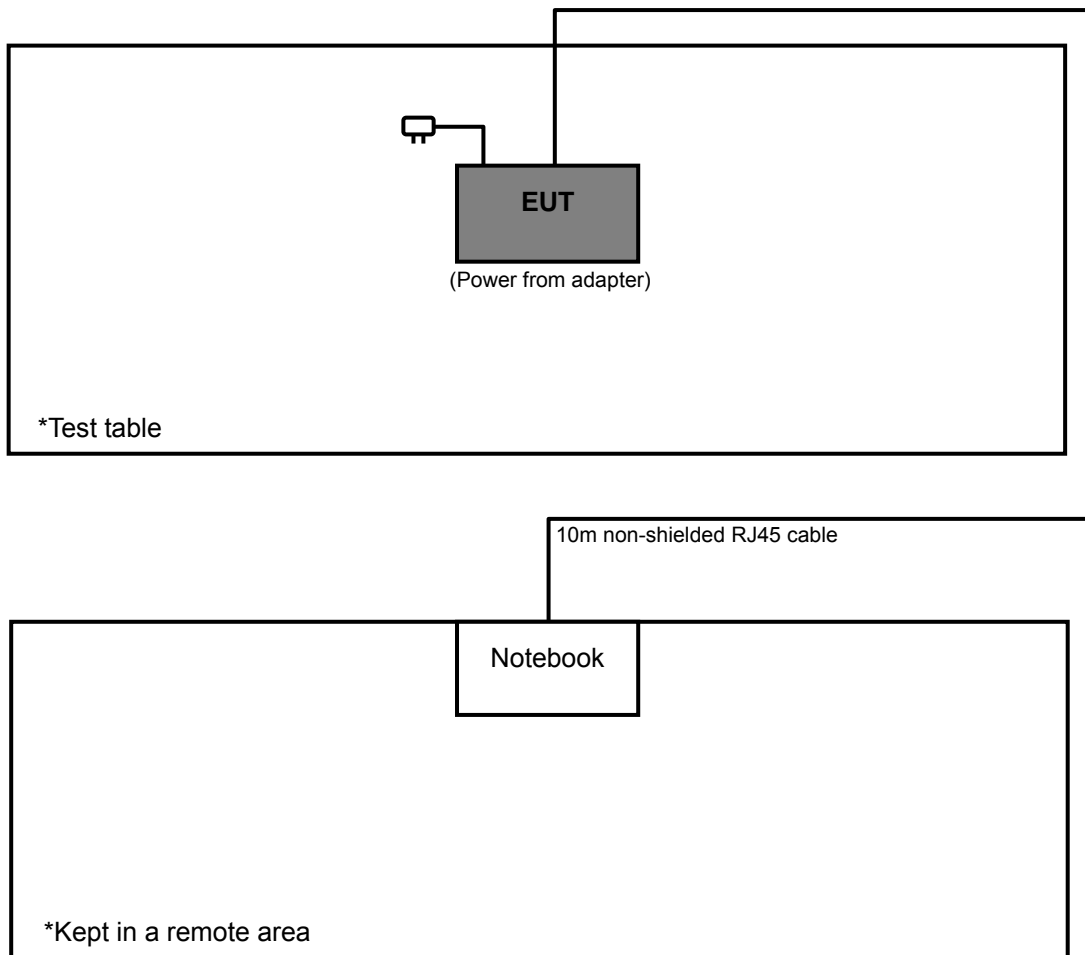 EUT
(Power from adapter)
*Test table
10m non-shielded RJ45 cable
Notebook
*Kept in a remote area